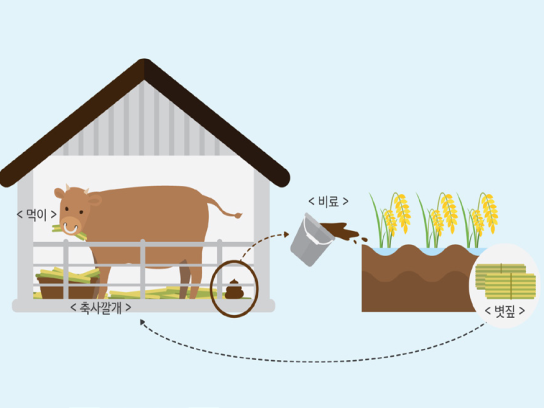 < 먹이 >
< 비료 >
< 축사깔개 >
< 볏짚 >